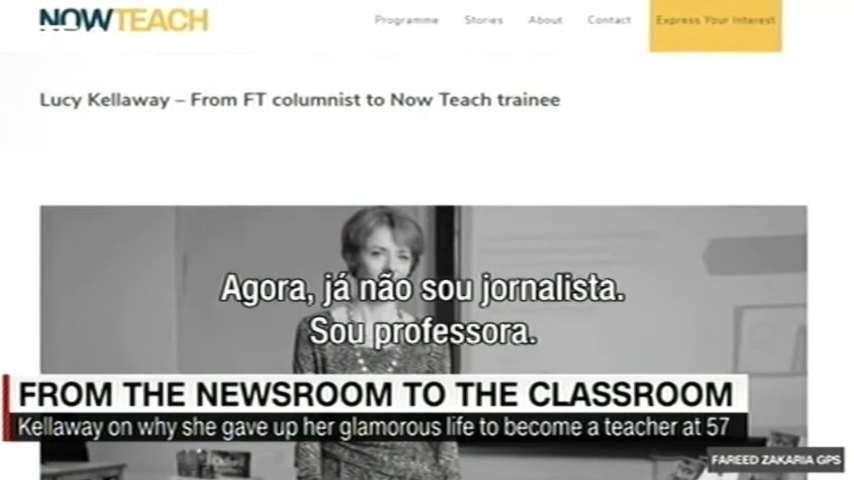 NOWTEACH
Programme Stories About Contact Express Your Interest
Lucy Kellaway – From FT columnist to Now Teach trainee
Agora, já não sou jornalista.
Sou professora.
FROM THE NEWSROOM TO THE CLASSROOM
Kellaway on why she gave up her glamorous life to become a teacher at 57
FAREED ZAKARIA GPS